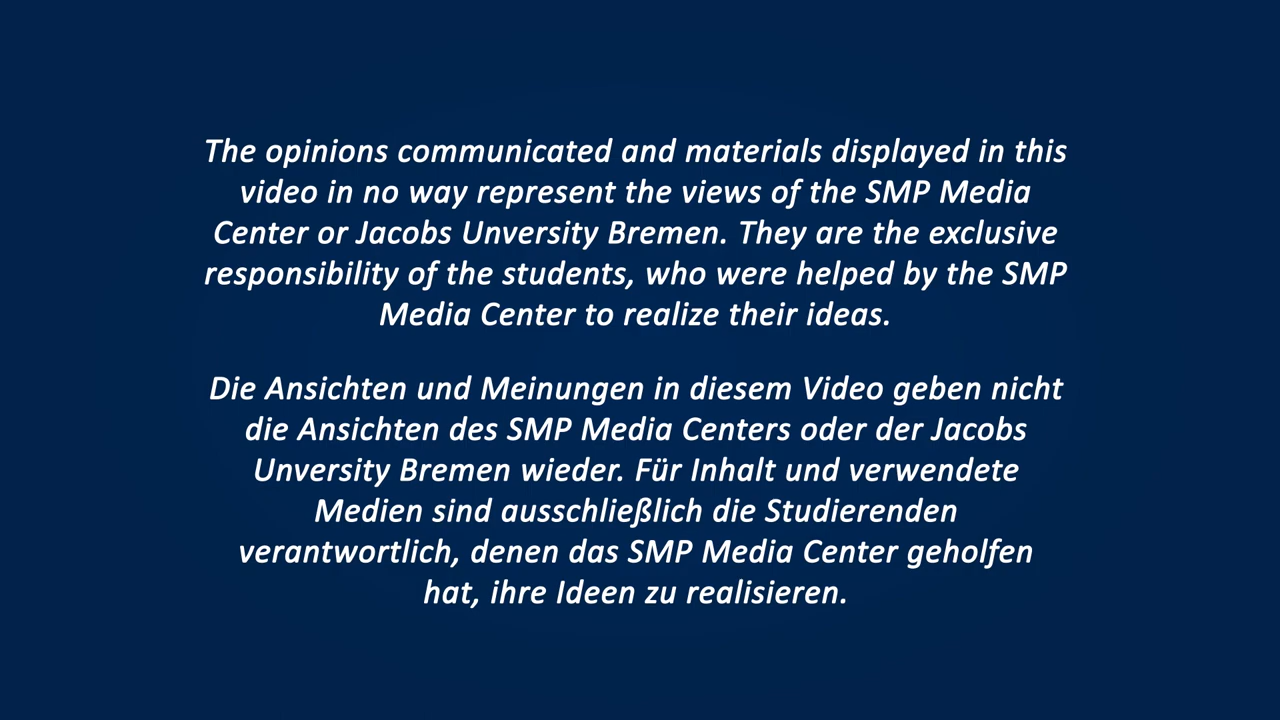 The opinions communicated and materials displayed in this
video in no way represent the views of the SMP Media
Center or Jacobs Unversity Bremen. They are the exclusive
responsibility of the students, who were helped by the SMP
Media Center to realize their ideas.
Die Ansichten und Meinungen in diesem Video geben nicht
die Ansichten des SMP Media Centers oder der Jacobs
Unversity Bremen wieder. Für Inhalt und verwendete
Medien sind ausschließlich die Studierenden
verantwortlich, denen das SMP Media Center geholfen
hat, ihre Ideen zu realisieren.